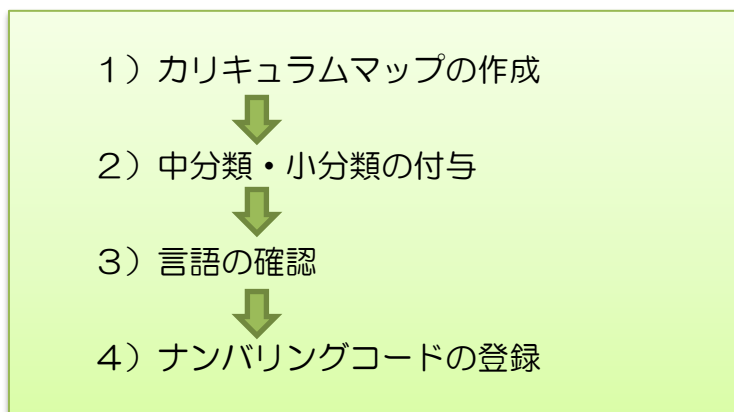 １）カリキュラムマップの作成
２）中分類・小分類の付与
３）言語の確認
４）ナンバリングコードの登録